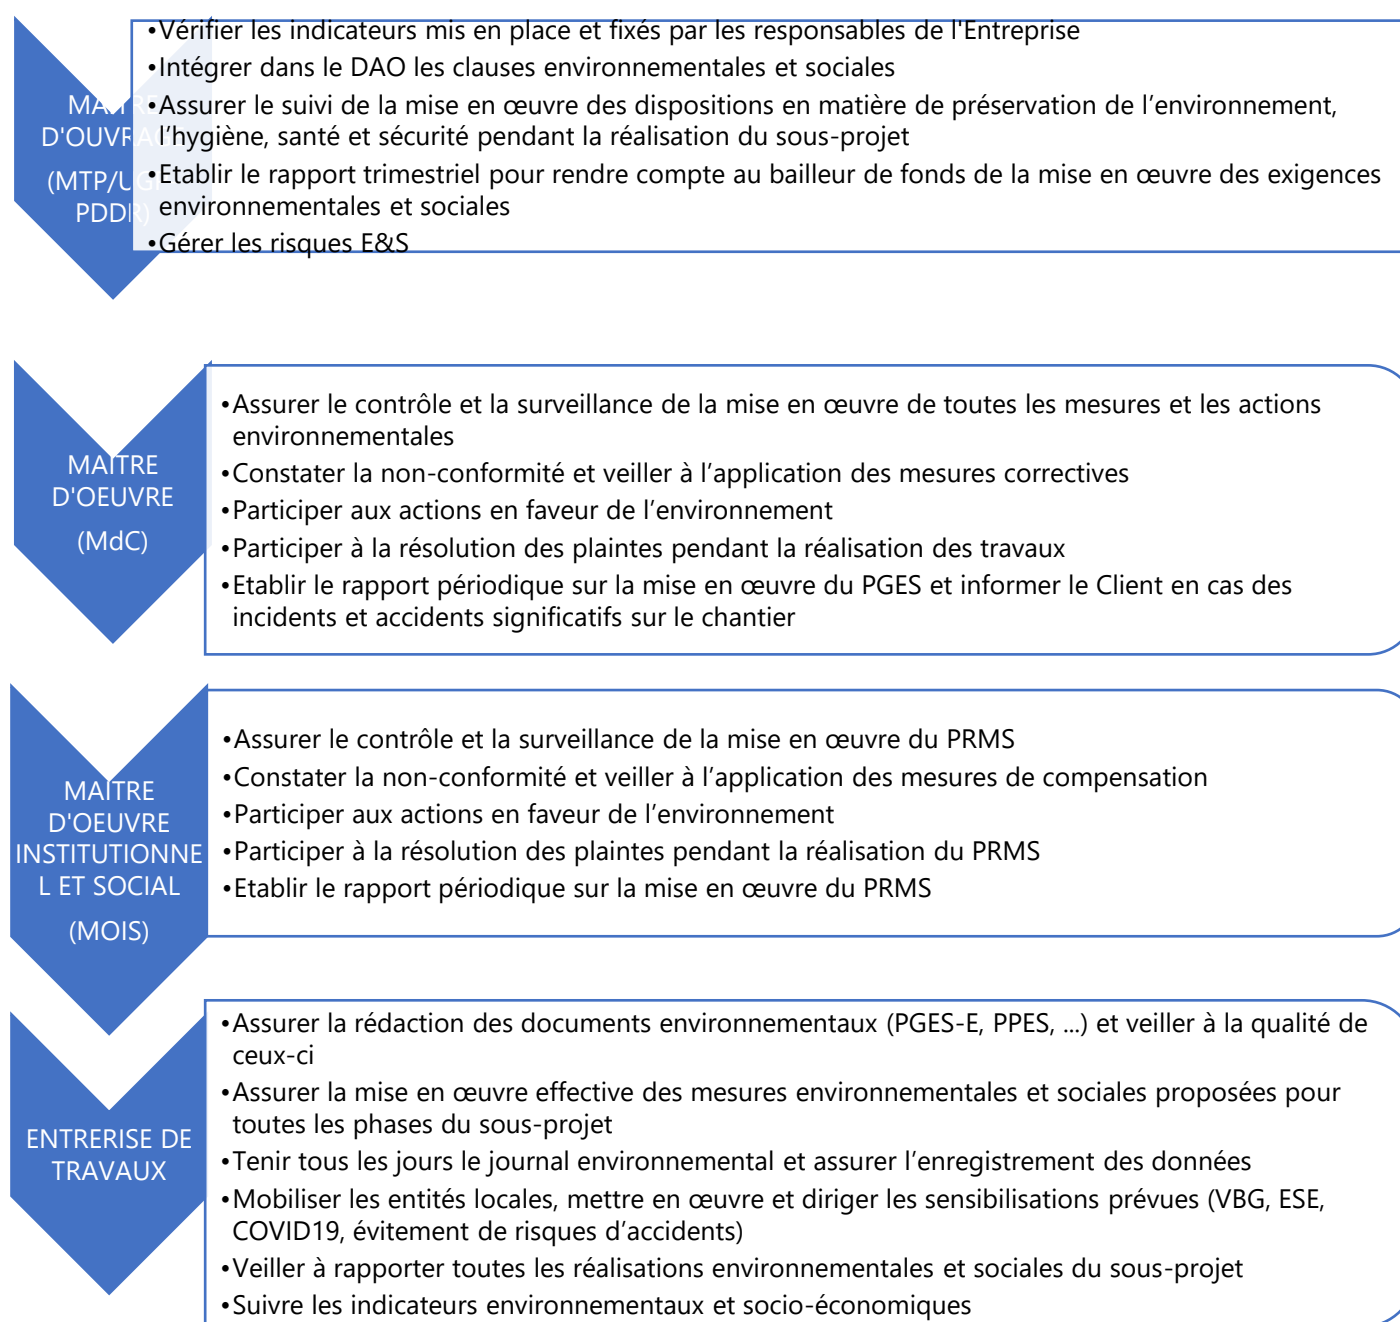 MAITRE
D'OUVRAGE
(MTP/UGP
PDDR)
•Vérifier les indicateurs mis en place et fixés par les responsables de l'Entreprise
•Intégrer dans le DAO les clauses environnementales et sociales
•Assurer le suivi de la mise en œuvre des dispositions en matière de préservation de l’environnement,
l’hygiène, santé et sécurité pendant la réalisation du sous-projet
•Etablir le rapport trimestriel pour rendre compte au bailleur de fonds de la mise en œuvre des exigences
environnementales et sociales
•Gérer les risques E&S
MAITRE
D'OEUVRE
(MdC)
•Assurer le contrôle et la surveillance de la mise en œuvre de toutes les mesures et les actions
environnementales
•Constater la non-conformité et veiller à l’application des mesures correctives
•Participer aux actions en faveur de l’environnement
•Participer à la résolution des plaintes pendant la réalisation des travaux
•Etablir le rapport périodique sur la mise en œuvre du PGES et informer le Client en cas des
incidents et accidents significatifs sur le chantier
MAITRE
D'OEUVRE
INSTITUTIONNE
L ET SOCIAL
(MOIS)
•Assurer le contrôle et la surveillance de la mise en œuvre du PRMS
•Constater la non-conformité et veiller à l’application des mesures de compensation
•Participer aux actions en faveur de l’environnement
•Participer à la résolution des plaintes pendant la réalisation du PRMS
•Etablir le rapport périodique sur la mise en œuvre du PRMS
ENTRERISE DE
TRAVAUX
•Assurer la rédaction des documents environnementaux (PGES-E, PPES, ...) et veiller à la qualité de
ceux-ci
•Assurer la mise en œuvre effective des mesures environnementales et sociales proposées pour
toutes les phases du sous-projet
•Tenir tous les jours le journal environnemental et assurer l’enregistrement des données
•Mobiliser les entités locales, mettre en œuvre et diriger les sensibilisations prévues (VBG, ESE,
COVID19, évitement de risques d’accidents)
•Veiller à rapporter toutes les réalisations environnementales et sociales du sous-projet
•Suivre les indicateurs environnementaux et socio-économiques